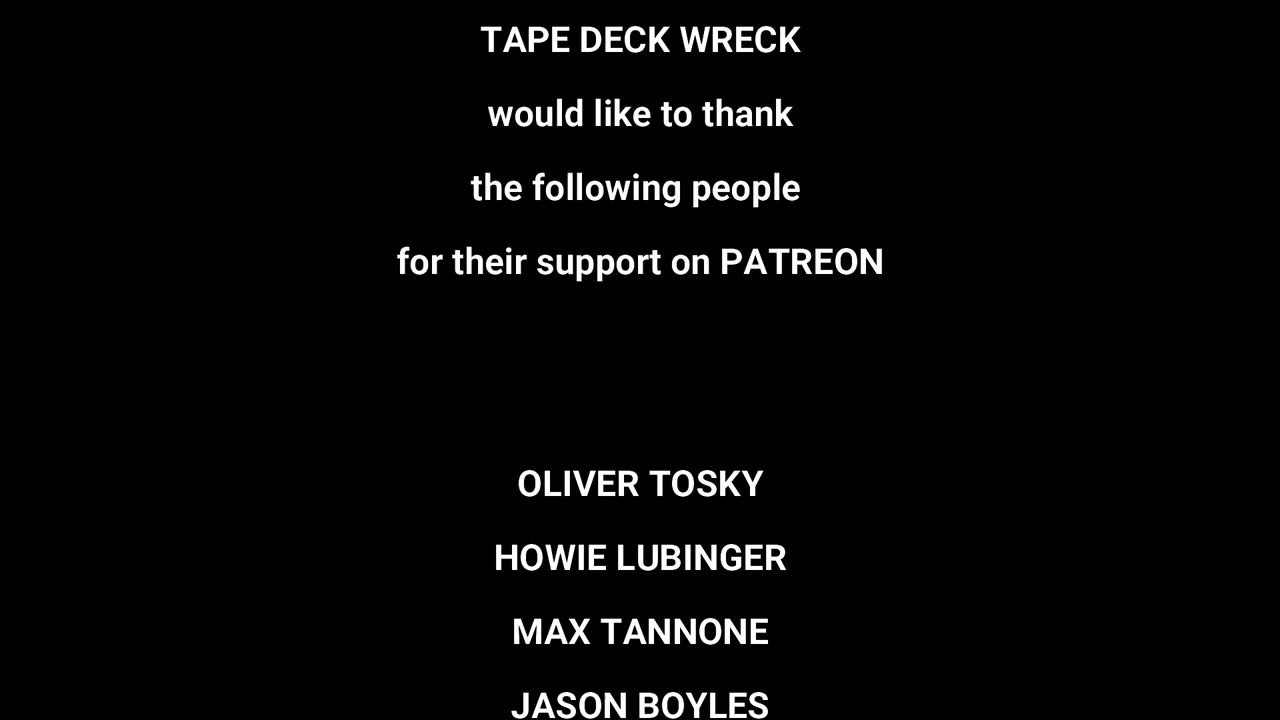 TAPE DECK WRECK
would like to thank
the following people
for their support on PATREON
OLIVER TOSKY
HOWIE LUBINGER
MAX TANNONE
JASON BOYLES